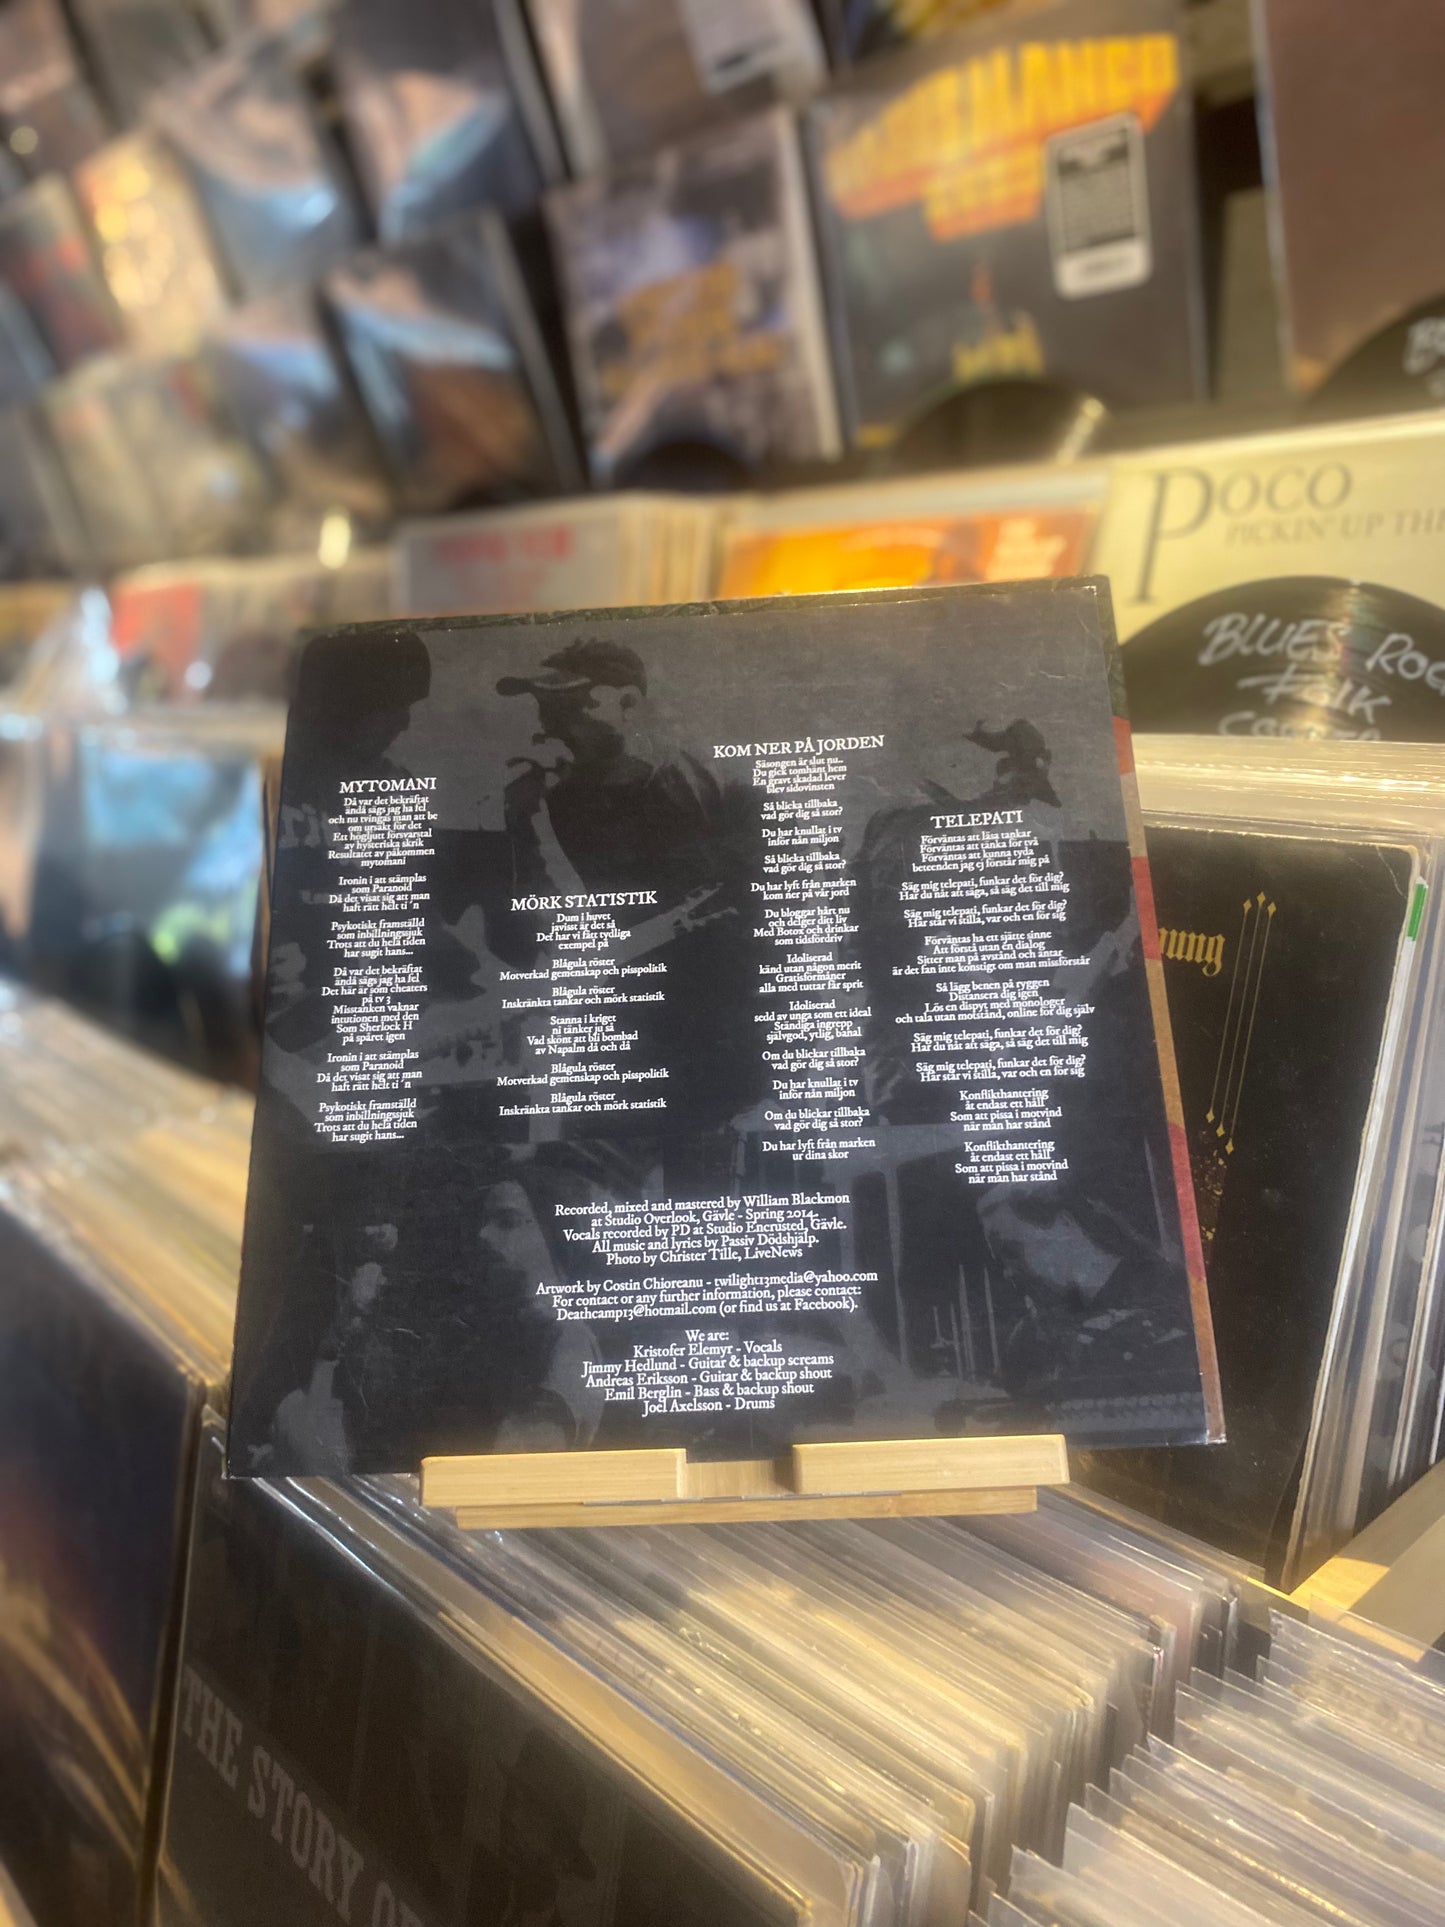 POCO
PICKIN' UP THE
BLUES ROC
FOLK
MYTOMANI
Då var det bekräftat
ändå sägs jag ha fel
och nu tvingas man att be
om ursäkt för det
Ett högljutt försvarstal
av hysteriska skrik
Resultatet av påkommen
mytomani
Ironin i att stämplas
som Paranoid
Då det visat sig att man
haft rätt helt ti´n
Psykotiskt framställd
som inbillningssjuk
Trots att du hela tiden
har sugit hans...
Då var det bekräftat
ändå sägs jag ha fel
Det här är som cheaters
på tv 3
Misstanken vaknar
intutionen med den
Som Sherlock H
på spåret igen
Ironin i att stämplas
som Paranoid
Då det visat sig att man
haft rätt helt ti´n
Psykotiskt framställd
som inbillningssjuk
Trots att du hela tiden
har sugit hans...
MÖRK STATISTIK
Dum i huvet
javisst är det så
Det har vi fått tydliga
exempel på
Blågula röster
Motverkad gemenskap och pisspolitik
Blågula röster
Inskränkta tankar och mörk statistik
Stanna i kriget
ni tänker ju så
Vad skönt att bli bombad
av Napalm då och då
Blågula röster
Motverkad gemenskap och pisspolitik
Blågula röster
Inskränkta tankar och mörk statistik
KOM NER PÅ JORDEN
Säsongen är slut nu..
Du gick tomhänt hem
En gravt skadad lever
blev sidovinsten
Så blicka tillbaka
vad gör dig så stor?
Du har knullat i tv
inför nån miljon
Så blicka tillbaka
vad gör dig så stor?
Du har lyft från marken
kom ner på vår jord
Du bloggar hårt nu
och delger ditt liv
Med Botox och drinkar
som tidsfördriv
Idoliserad
känd utan någon merit
Gratisförmåner
alla med tuttar får sprit
Idoliserad
sedd av unga som ett ideal
Ständiga ingrepp
självgod, ytlig, banal
Om du blickar tillbaka
vad gör dig så stor?
Du har knullat i tv
inför nån miljon
Om du blickar tillbaka
vad gör dig så stor?
Du har lyft från marken
ur dina skor
TELEPATI
Förväntas att läsa tankar
Förväntas att tänka för två
Förväntas att kunna tyda
beteenden jag ej förstår mig på
Säg mig telepati, funkar det för dig?
Har du nåt att säga, så säg det till mig
Säg mig telepati, funkar det för dig?
Här står vi stilla, var och en för sig
Förväntas ha ett sjätte sinne
Att förstå utan en dialog
Sitter man på avstånd och antar
är det fan inte konstigt om man missförstår
Så lägg benen på ryggen
Distansera dig igen
Lös en dispyt med monologer
och tala utan motstånd, online för dig själv
Säg mig telepati, funkar det för dig?
Har du nåt att säga, så säg det till mig
Säg mig telepati, funkar det för dig?
Här står vi stilla, var och en för sig
Konflikthantering
åt endast ett håll
Som att pissa i motvind
när man har stånd
Konflikthantering
åt endast ett håll
Som att pissa i motvind
när man har stånd
Recorded, mixed and mastered by William Blackmon
at Studio Overlook, Gävle - Spring 2014.
Vocals recorded by PD at Studio Encrusted, Gävle.
All music and lyrics by Passiv Dödshjälp.
Photo by Christer Tille, LiveNews
Artwork by Costin Chioreanu - twilight13media@yahoo.com
For contact or any further information, please contact:
Deathcamp13@hotmail.com (or find us at Facebook).
We are:
Kristofer Elemyr - Vocals
Jimmy Hedlund - Guitar & backup screams
Andreas Eriksson - Guitar & backup shout
Emil Berglin - Bass & backup shout
Joel Axelsson - Drums
nung
THE STORY OF